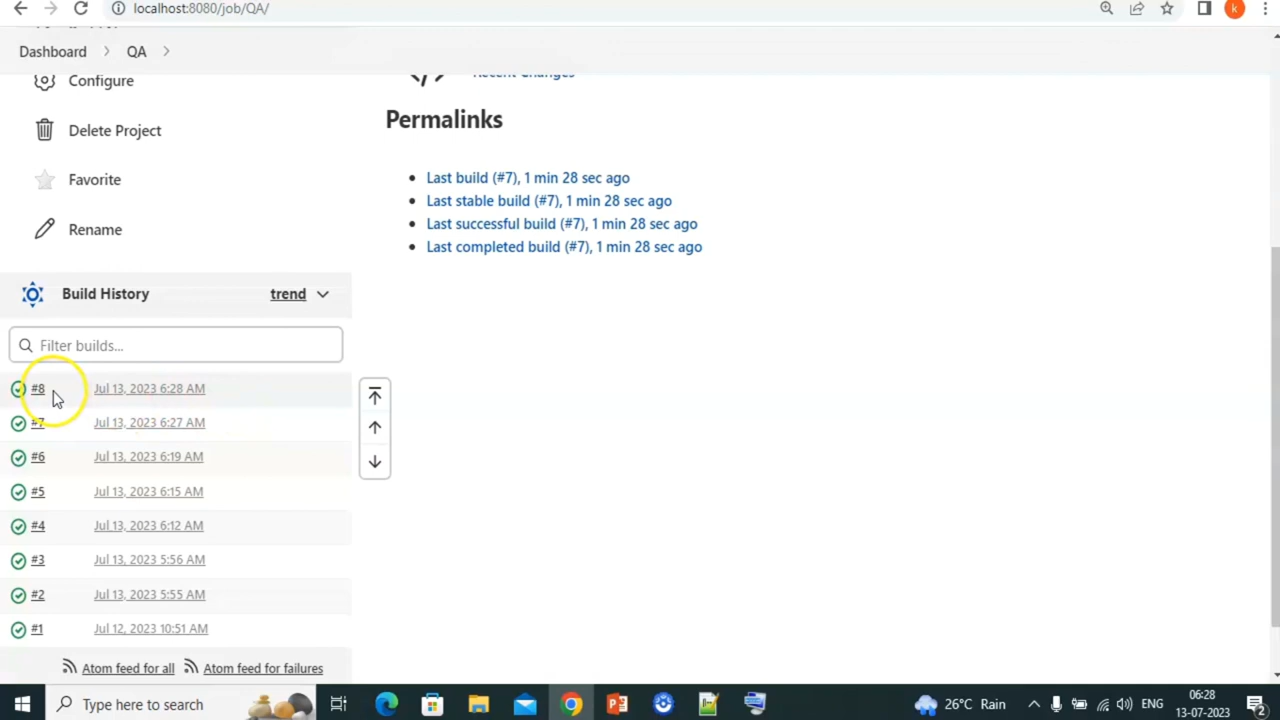 localhost:8080/job/QA/
k
Dashboard > QA >
Configure
Recent Changes
Permalinks
Delete Project
Last build (#7), 1 min 28 sec ago
Last stable build (#7), 1 min 28 sec ago
Last successful build (#7), 1 min 28 sec ago
Last completed build (#7), 1 min 28 sec ago
Favorite
Rename
Build History trend
Filter builds...
#8 Jul 13, 2023 6:28 AM
#7 Jul 13, 2023 6:27 AM
#6 Jul 13, 2023 6:19 AM
#5 Jul 13, 2023 6:15 AM
#4 Jul 13, 2023 6:12 AM
#3 Jul 13, 2023 5:56 AM
#2 Jul 13, 2023 5:55 AM
#1 Jul 12, 2023 10:51 AM
Atom feed for all Atom feed for failures
Type here to search
26°C Rain
ENG
06:28
13-07-2023
2